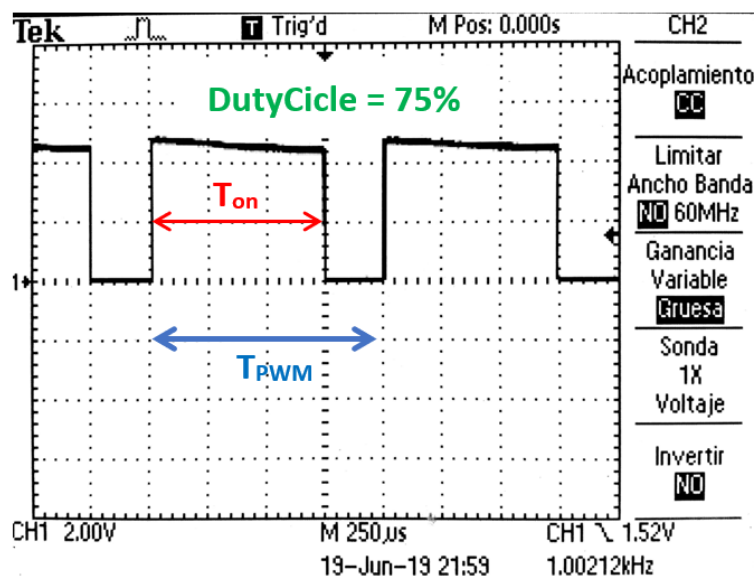 Tek
T Trig'd
M Pos: 0.000s
CH2
DutyCicle = 75%
Acoplamiento
CC
Limitar
Ancho Banda
NO 60MHz
Ton
1
Ganancia
Variable
Gruesa
TPWM
Sonda
1X
Voltaje
Invertir
NO
CH1 2.00V
M 250µs
CH1 \ 1.52V
19-Jun-19 21:59
1.00212kHz